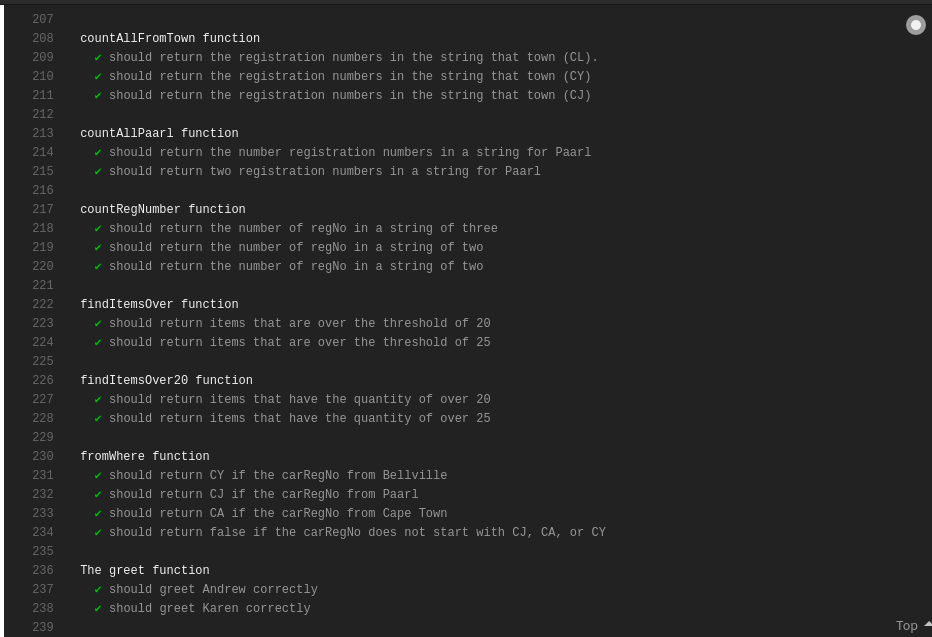 207
208 countAllFromTown function
209 ✔ should return the registration numbers in the string that town (CL).
210 ✔ should return the registration numbers in the string that town (CY)
211 ✔ should return the registration numbers in the string that town (CJ)
212
213 countAllPaarl function
214 ✔ should return the number registration numbers in a string for Paarl
215 ✔ should return two registration numbers in a string for Paarl
216
217 countRegNumber function
218 ✔ should return the number of regNo in a string of three
219 ✔ should return the number of regNo in a string of two
220 ✔ should return the number of regNo in a string of two
221
222 findItemsOver function
223 ✔ should return items that are over the threshold of 20
224 ✔ should return items that are over the threshold of 25
225
226 findItemsOver20 function
227 ✔ should return items that have the quantity of over 20
228 ✔ should return items that have the quantity of over 25
229
230 fromWhere function
231 ✔ should return CY if the carRegNo from Bellville
232 ✔ should return CJ if the carRegNo from Paarl
233 ✔ should return CA if the carRegNo from Cape Town
234 ✔ should return false if the carRegNo does not start with CJ, CA, or CY
235
236 The greet function
237 ✔ should greet Andrew correctly
238 ✔ should greet Karen correctly
239
Top